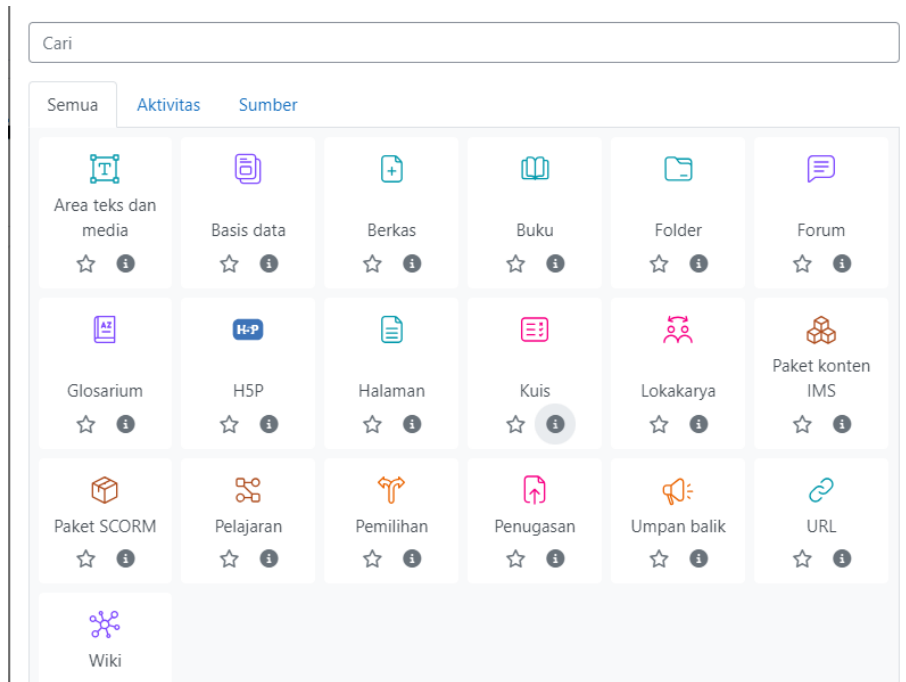 Cari
Semua Aktivitas Sumber
Area teks dan
media
Basis data
Berkas
Buku
Folder
Forum
Glosarium
H5P
Halaman
Kuis
Lokakarya
Paket konten
IMS
Paket SCORM
Pelajaran
Pemilihan
Penugasan
Umpan balik
URL
Wiki